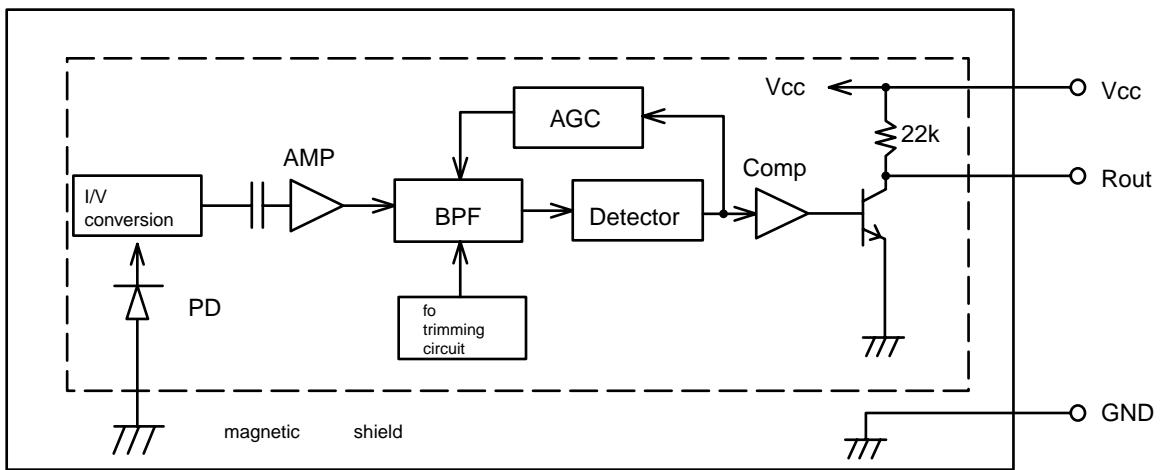 Vcc
Vcc
AGC
22k
AMP
Comp
Rout
I/V
conversion
BPF
Detector
PD
fo
trimming
circuit
GND
magnetic shield